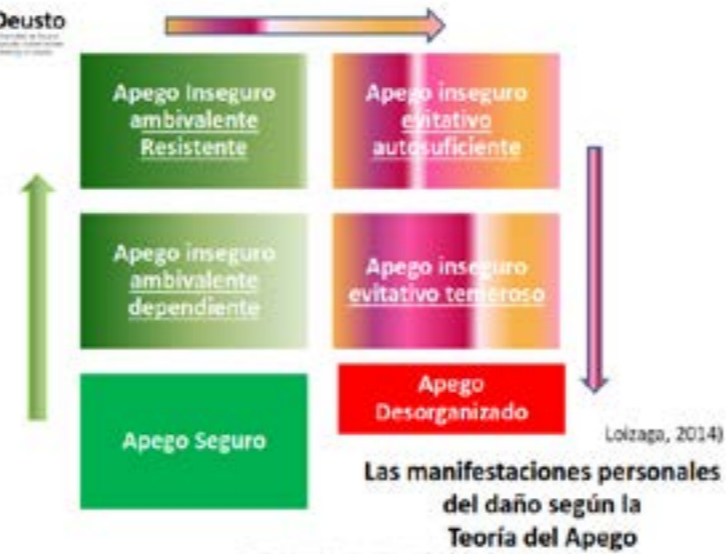 Deusto
Apego Inseguro
ambivalente
Resistente
Apego inseguro
evitativo
autosuficiente
Apego inseguro
ambivalente
dependiente
Apego inseguro
evitativo temeroso
Apego Seguro
Apego
Desorganizado
Loizaga, 2014)
Las manifestaciones personales
del daño según la
Teoría del Apego